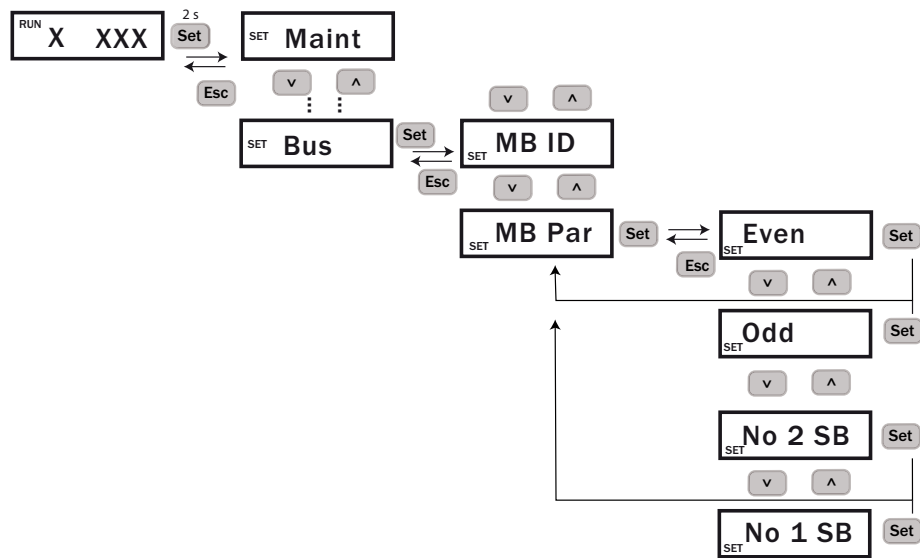 2 s
RUN X XXX Set SET Maint
Esc v ^
v ^
SET Bus Set SET MB ID
Esc v ^
SET MB Par Set SET Even Set
Esc v ^
SET Odd Set
v ^
SET No 2 SB Set
v ^
SET No 1 SB Set